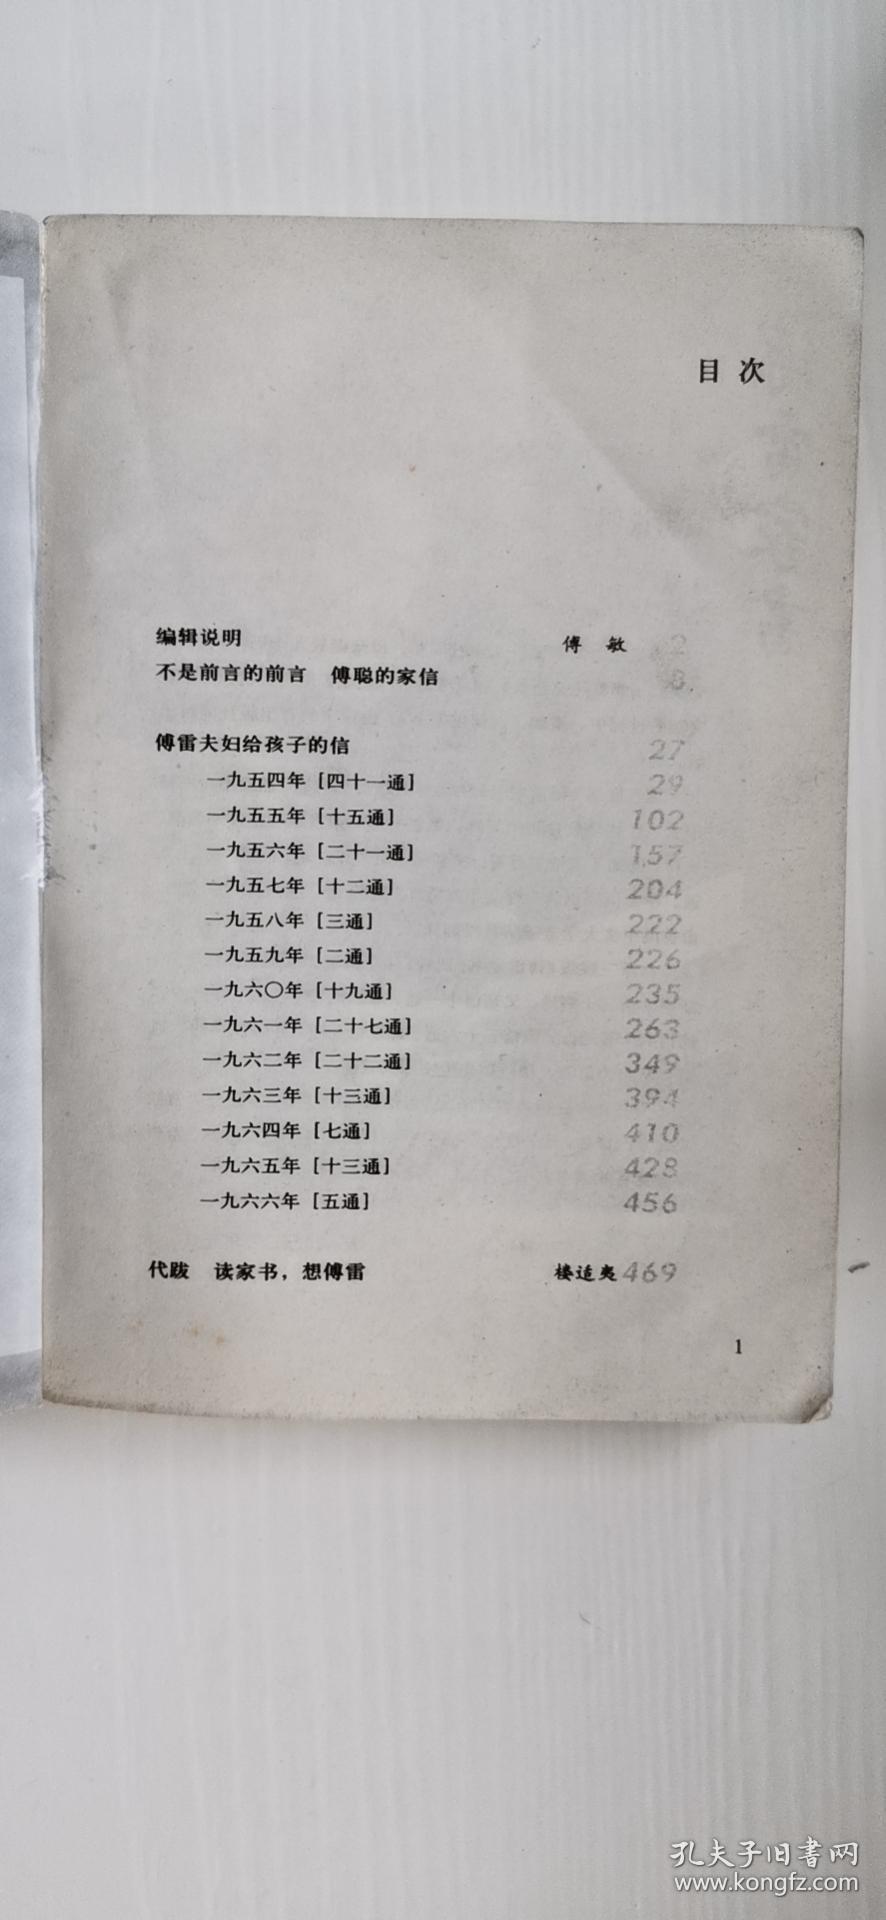 目次
编辑说明 傅敏 2
不是前言的前言 傅聪的家信 8
傅雷夫妇给孩子的信 27
一九五四年［四十一通］ 29
一九五五年［十五通］ 102
一九五六年［二十一通］ 157
一九五七年［十二通］ 204
一九五八年［三通］ 222
一九五九年［二通］ 226
一九六〇年［十九通］ 235
一九六一年［二十七通］ 263
一九六二年［二十二通］ 349
一九六三年［十三通］ 394
一九六四年［七通］ 410
一九六五年［十三通］ 428
一九六六年［五通］ 456
代跋 读家书，想傅雷 楼适夷 469
1
孔夫子旧書网
www.kongfz.com